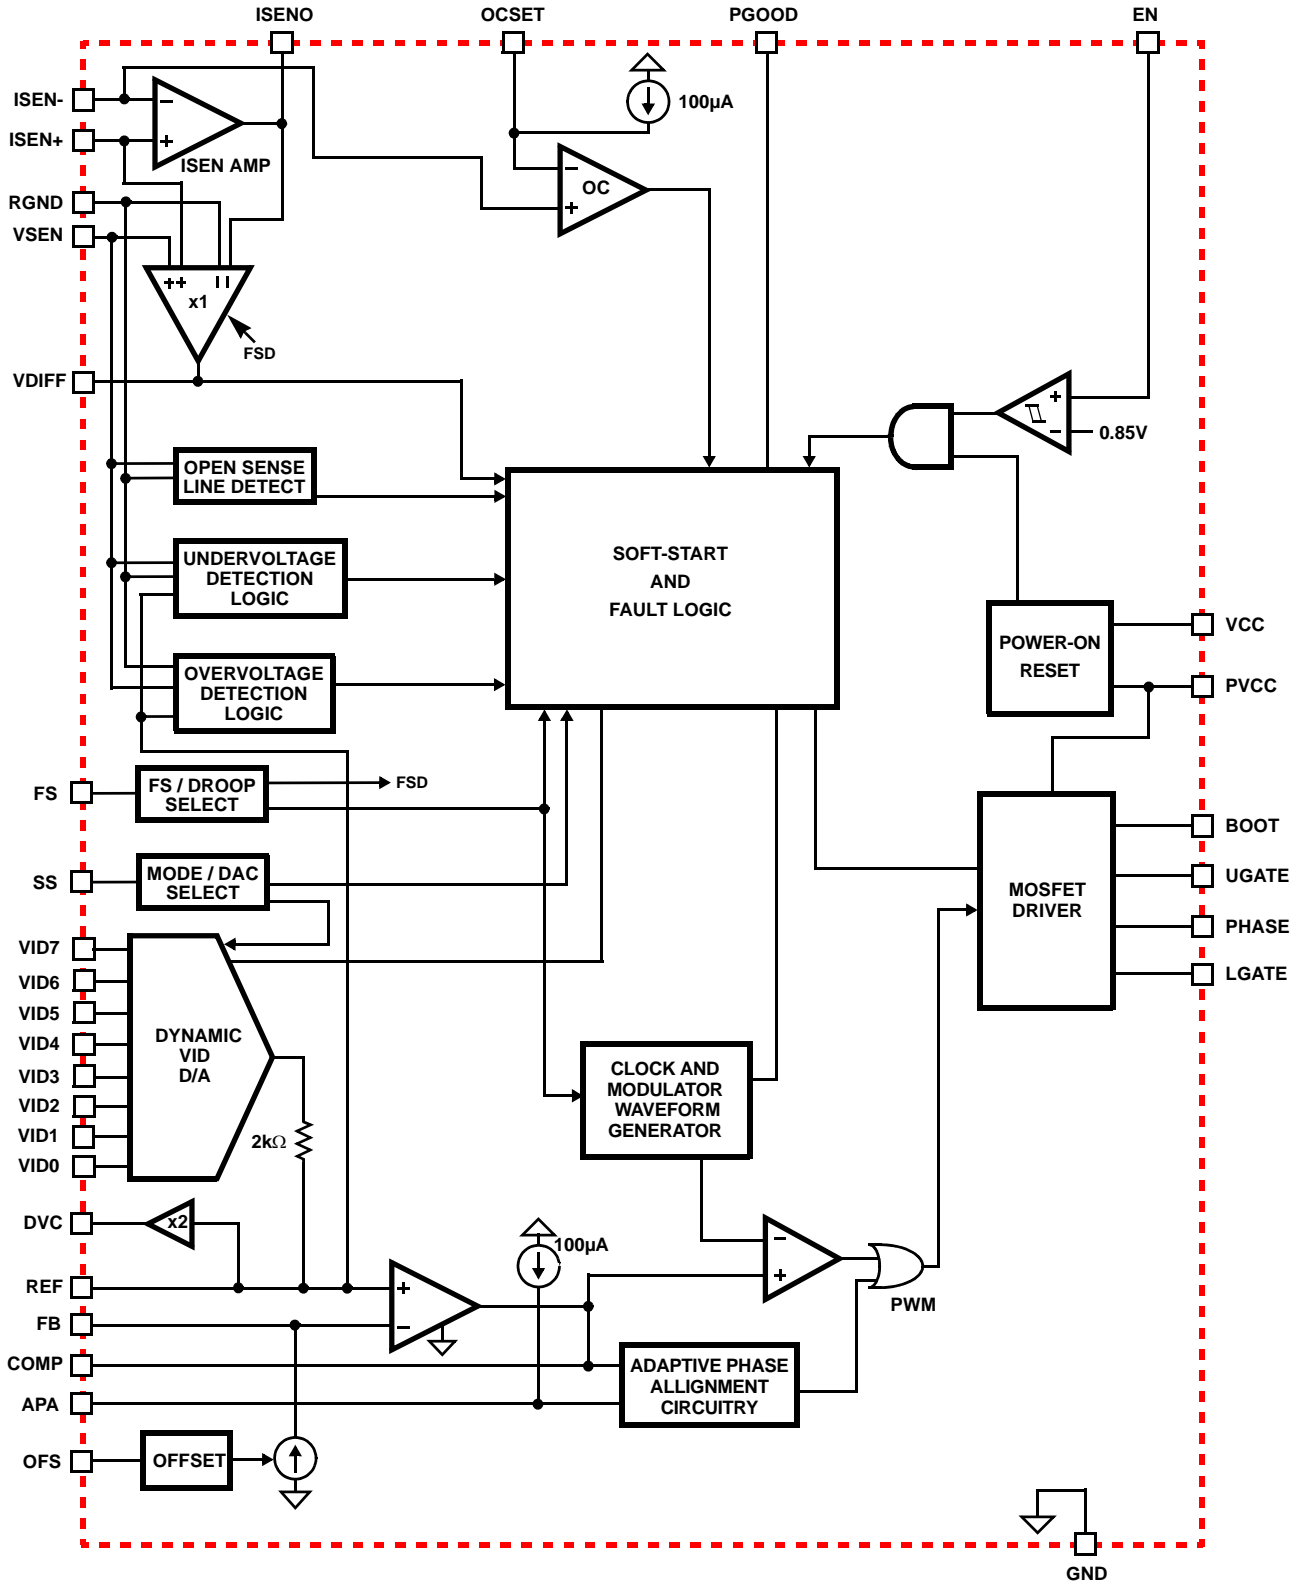 ISENO
OCSET
PGOOD
EN
ISEN-
ISEN+
RGND
VSEN
−
+
ISEN AMP
100µA
−
+
OC
++
x1
FSD
VDIFF
+
−
0.85V
OPEN SENSE
LINE DETECT
UNDERVOLTAGE
DETECTION
LOGIC
OVERVOLTAGE
DETECTION
LOGIC
SOFT-START
AND
FAULT LOGIC
POWER-ON
RESET
VCC
PVCC
FS
FS / DROOP
SELECT
FSD
SS
MODE / DAC
SELECT
MOSFET
DRIVER
BOOT
UGATE
PHASE
LGATE
VID7
VID6
VID5
VID4
VID3
VID2
VID1
VID0
DYNAMIC
VID
D/A
2kΩ
CLOCK AND
MODULATOR
WAVEFORM
GENERATOR
DVC
x2
100µA
REF
FB
COMP
APA
OFS
+
−
−
+
PWM
ADAPTIVE PHASE
ALLIGNMENT
CIRCUITRY
OFFSET
GND